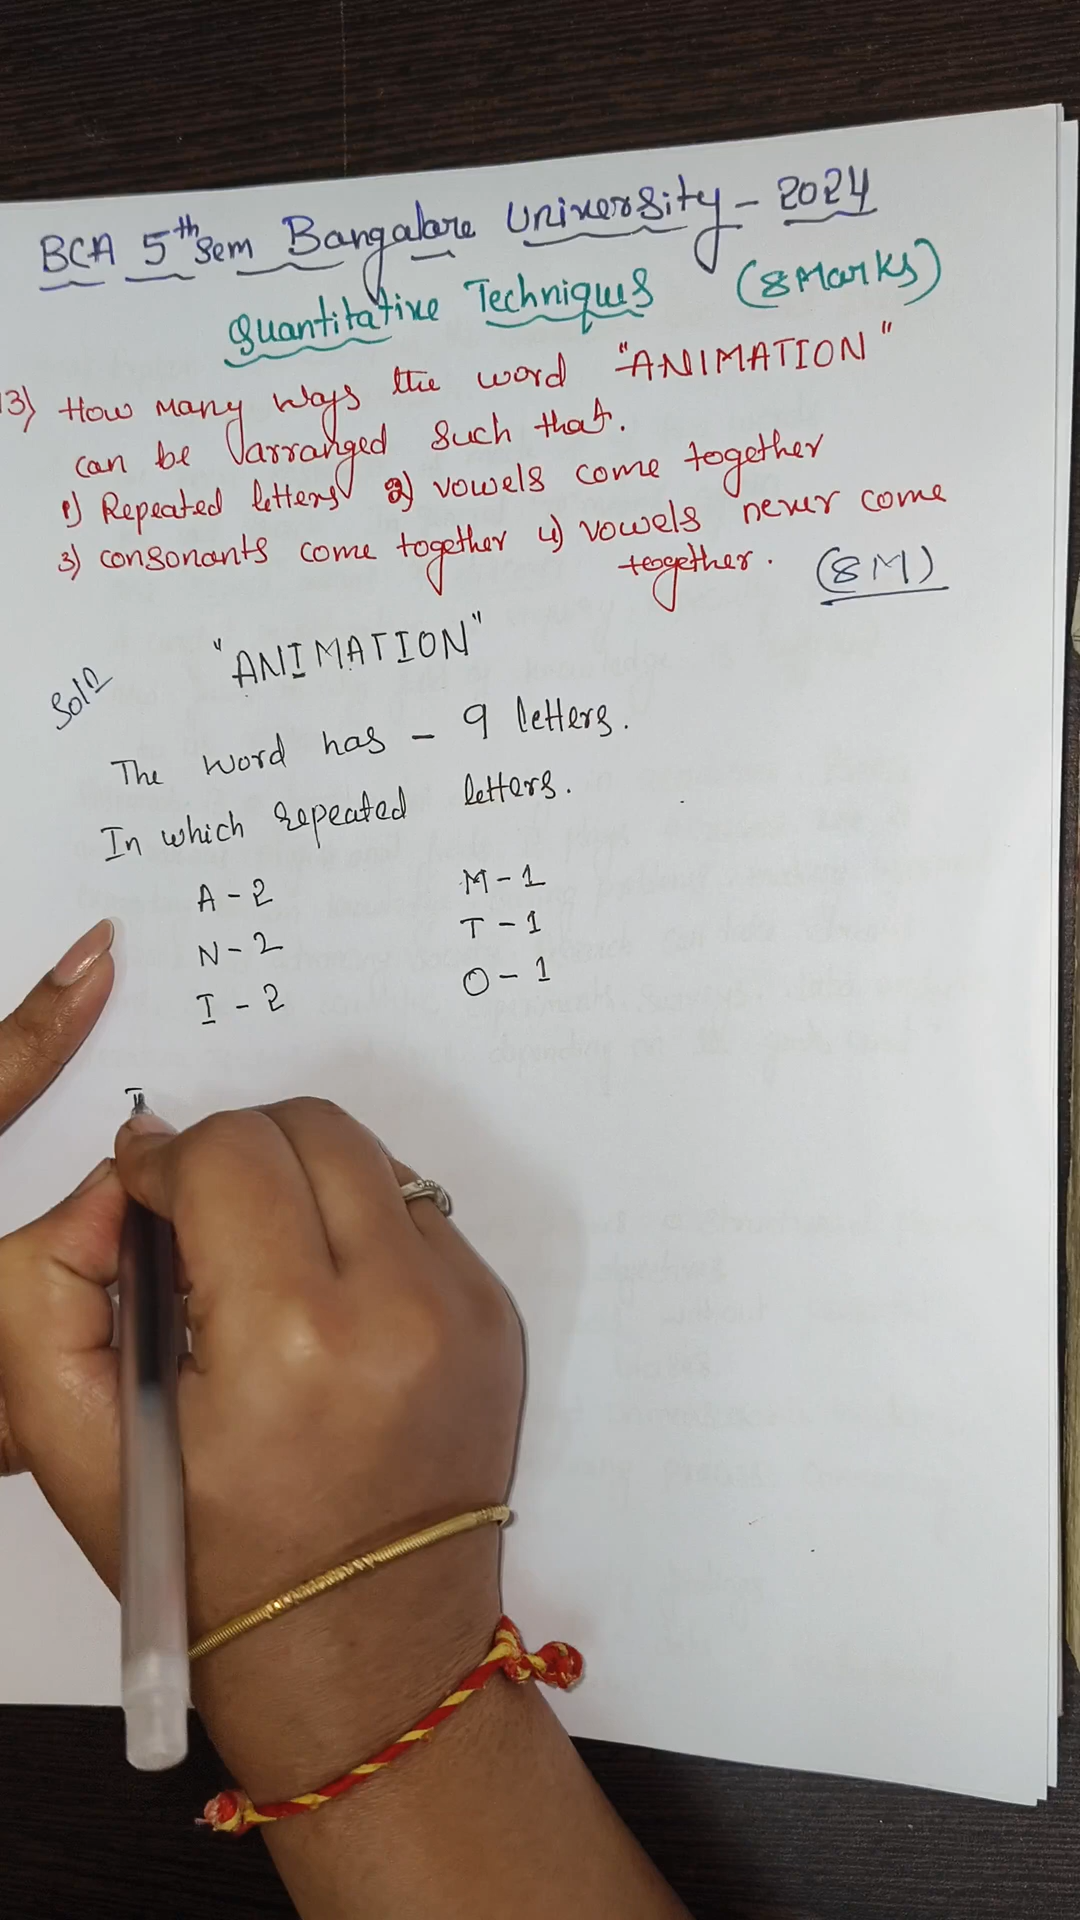 BCA 5th Sem Bangalore University - 2024
Quantitative Techniques (8 Marks)
13) How many ways the word "ANIMATION"
can be arranged such that.
1) Repeated letters 2) vowels come together
3) consonants come together 4) vowels never come
together. (8M)
Soln "ANIMATION"
The word has - 9 letters.
In which repeated letters.
A - 2 M - 1
N - 2 T - 1
I - 2 O - 1